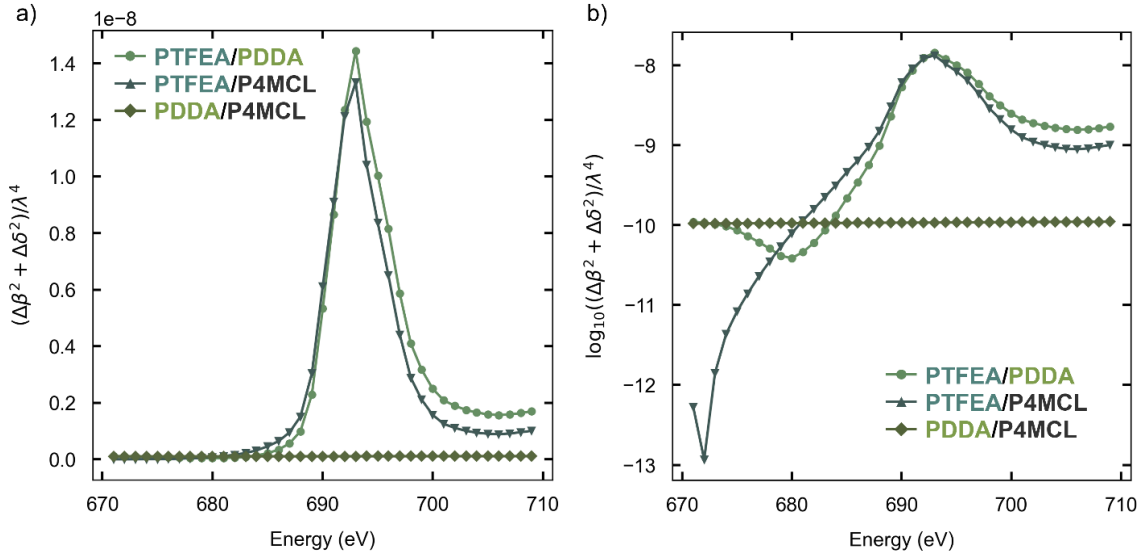 a)
1e−8
PTFEA/PDDA
PTFEA/P4MCL
PDDA/P4MCL
1.4
1.2
1.0
0.8
0.6
0.4
0.2
0.0
(Δβ² + Δδ²)/λ⁴
670
680
690
700
710
Energy (eV)
b)
−8
−9
−10
−11
−12
−13
log₁₀((Δβ² + Δδ²)/λ⁴)
PTFEA/PDDA
PTFEA/P4MCL
PDDA/P4MCL
670
680
690
700
710
Energy (eV)